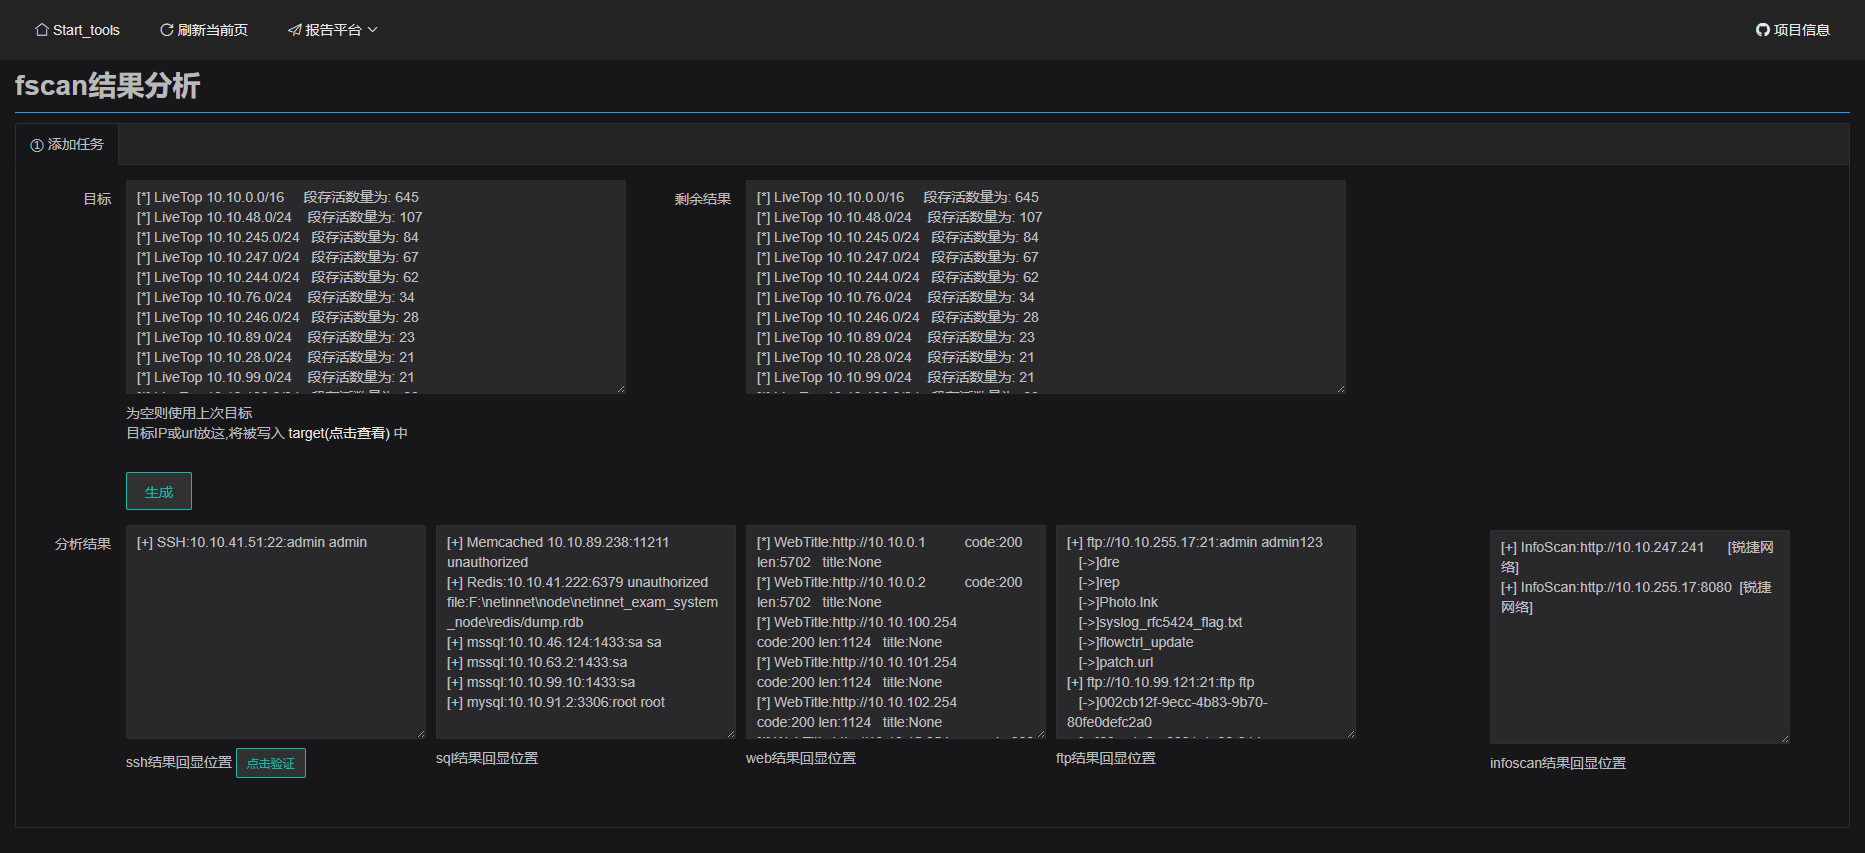 Start_tools
刷新当前页
报告平台
项目信息
fscan结果分析
① 添加任务
目标
[*] LiveTop 10.10.0.0/16 段存活数量为: 645
[*] LiveTop 10.10.48.0/24 段存活数量为: 107
[*] LiveTop 10.10.245.0/24 段存活数量为: 84
[*] LiveTop 10.10.247.0/24 段存活数量为: 67
[*] LiveTop 10.10.244.0/24 段存活数量为: 62
[*] LiveTop 10.10.76.0/24 段存活数量为: 34
[*] LiveTop 10.10.246.0/24 段存活数量为: 28
[*] LiveTop 10.10.89.0/24 段存活数量为: 23
[*] LiveTop 10.10.28.0/24 段存活数量为: 21
[*] LiveTop 10.10.99.0/24 段存活数量为: 21
剩余结果
[*] LiveTop 10.10.0.0/16 段存活数量为: 645
[*] LiveTop 10.10.48.0/24 段存活数量为: 107
[*] LiveTop 10.10.245.0/24 段存活数量为: 84
[*] LiveTop 10.10.247.0/24 段存活数量为: 67
[*] LiveTop 10.10.244.0/24 段存活数量为: 62
[*] LiveTop 10.10.76.0/24 段存活数量为: 34
[*] LiveTop 10.10.246.0/24 段存活数量为: 28
[*] LiveTop 10.10.89.0/24 段存活数量为: 23
[*] LiveTop 10.10.28.0/24 段存活数量为: 21
[*] LiveTop 10.10.99.0/24 段存活数量为: 21
为空则使用上次目标
目标IP或url放这,将被写入 target(点击查看) 中
生成
分析结果
[+] SSH:10.10.41.51:22:admin admin
ssh结果回显位置 点击验证
[+] Memcached 10.10.89.238:11211
unauthorized
[+] Redis:10.10.41.222:6379 unauthorized
file:F:\netinnet\node\netinnet_exam_system
_node\redis/dump.rdb
[+] mssql:10.10.46.124:1433:sa sa
[+] mssql:10.10.63.2:1433:sa
[+] mssql:10.10.99.10:1433:sa
[+] mysql:10.10.91.2:3306:root root
sql结果回显位置
[*] WebTitle:http://10.10.0.1 code:200
len:5702 title:None
[*] WebTitle:http://10.10.0.2 code:200
len:5702 title:None
[*] WebTitle:http://10.10.100.254
code:200 len:1124 title:None
[*] WebTitle:http://10.10.101.254
code:200 len:1124 title:None
[*] WebTitle:http://10.10.102.254
code:200 len:1124 title:None
web结果回显位置
[+] ftp://10.10.255.17:21:admin admin123
[->]dre
[->]rep
[->]Photo.lnk
[->]syslog_rfc5424_flag.txt
[->]flowctrl_update
[->]patch.url
[+] ftp://10.10.99.121:21:ftp ftp
[->]002cb12f-9ecc-4b83-9b70-
80fe0defc2a0
ftp结果回显位置
[+] InfoScan:http://10.10.247.241 [锐捷网
络]
[+] InfoScan:http://10.10.255.17:8080 [锐捷
网络]
infoscan结果回显位置